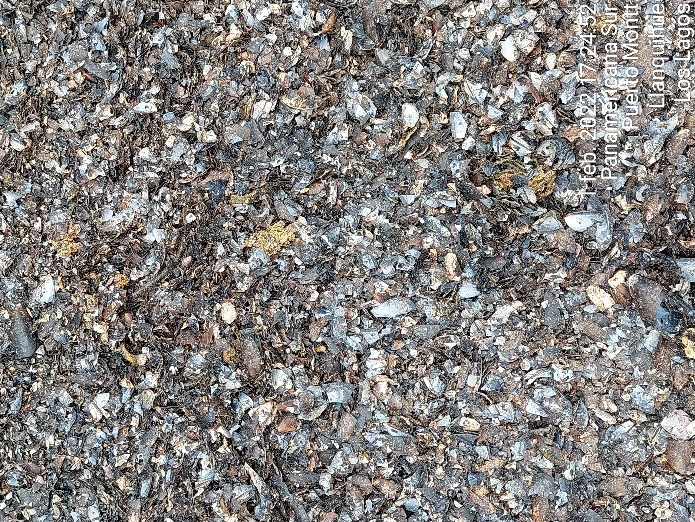 1 feb. 2022 17:24:52
Panamericana Sur
Puerto Montt
Llanquihue
Los Lagos